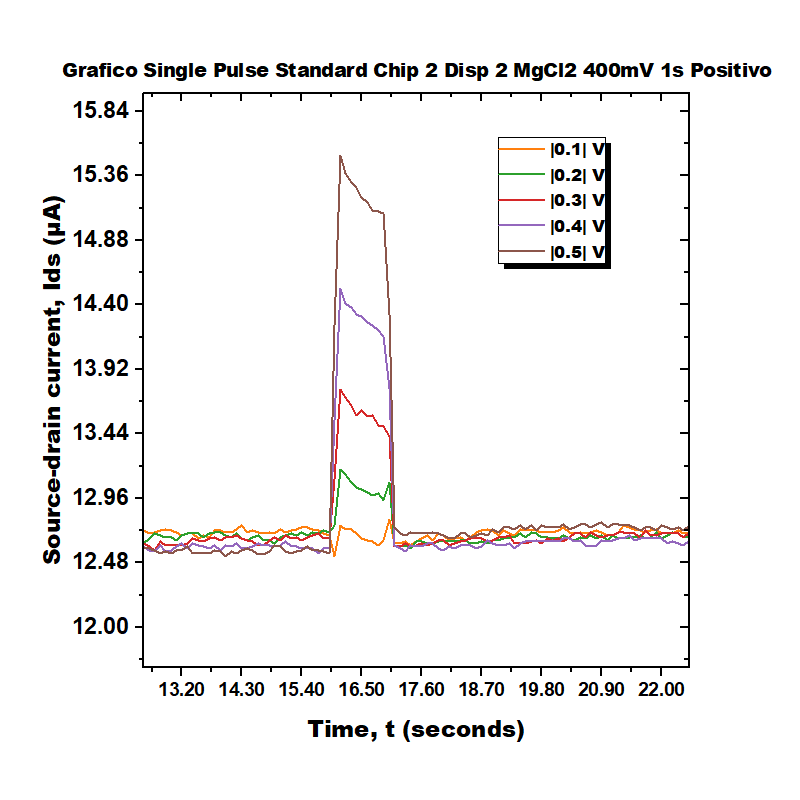 Grafico Single Pulse Standard Chip 2 Disp 2 MgCl2 400mV 1s Positivo
15.84
15.36
14.88
14.40
13.92
13.44
12.96
12.48
12.00
Source-drain current, Ids (µA)
|0.1| V
|0.2| V
|0.3| V
|0.4| V
|0.5| V
13.20 14.30 15.40 16.50 17.60 18.70 19.80 20.90 22.00
Time, t (seconds)